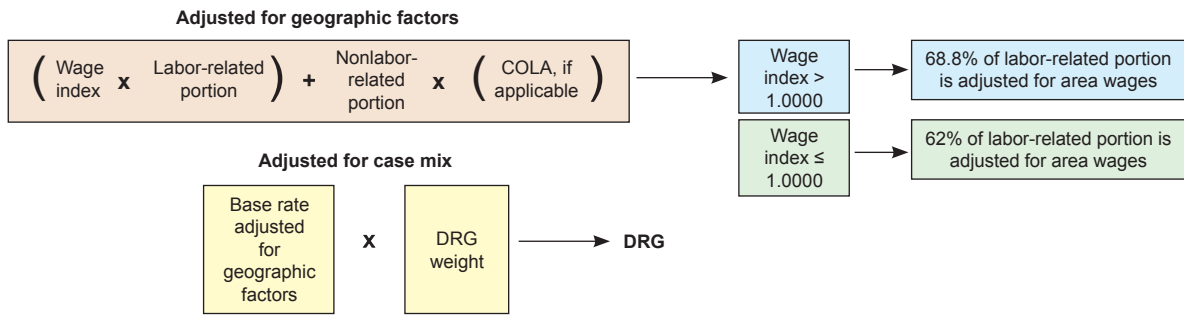 Adjusted for geographic factors
( Wage
index x Labor-related
portion ) + Nonlabor-
related
portion x ( COLA, if
applicable )
Wage
index >
1.0000
68.8% of labor-related portion
is adjusted for area wages
Wage
index ≤
1.0000
62% of labor-related portion is
adjusted for area wages
Adjusted for case mix
Base rate
adjusted
for
geographic
factors
x
DRG
weight
DRG